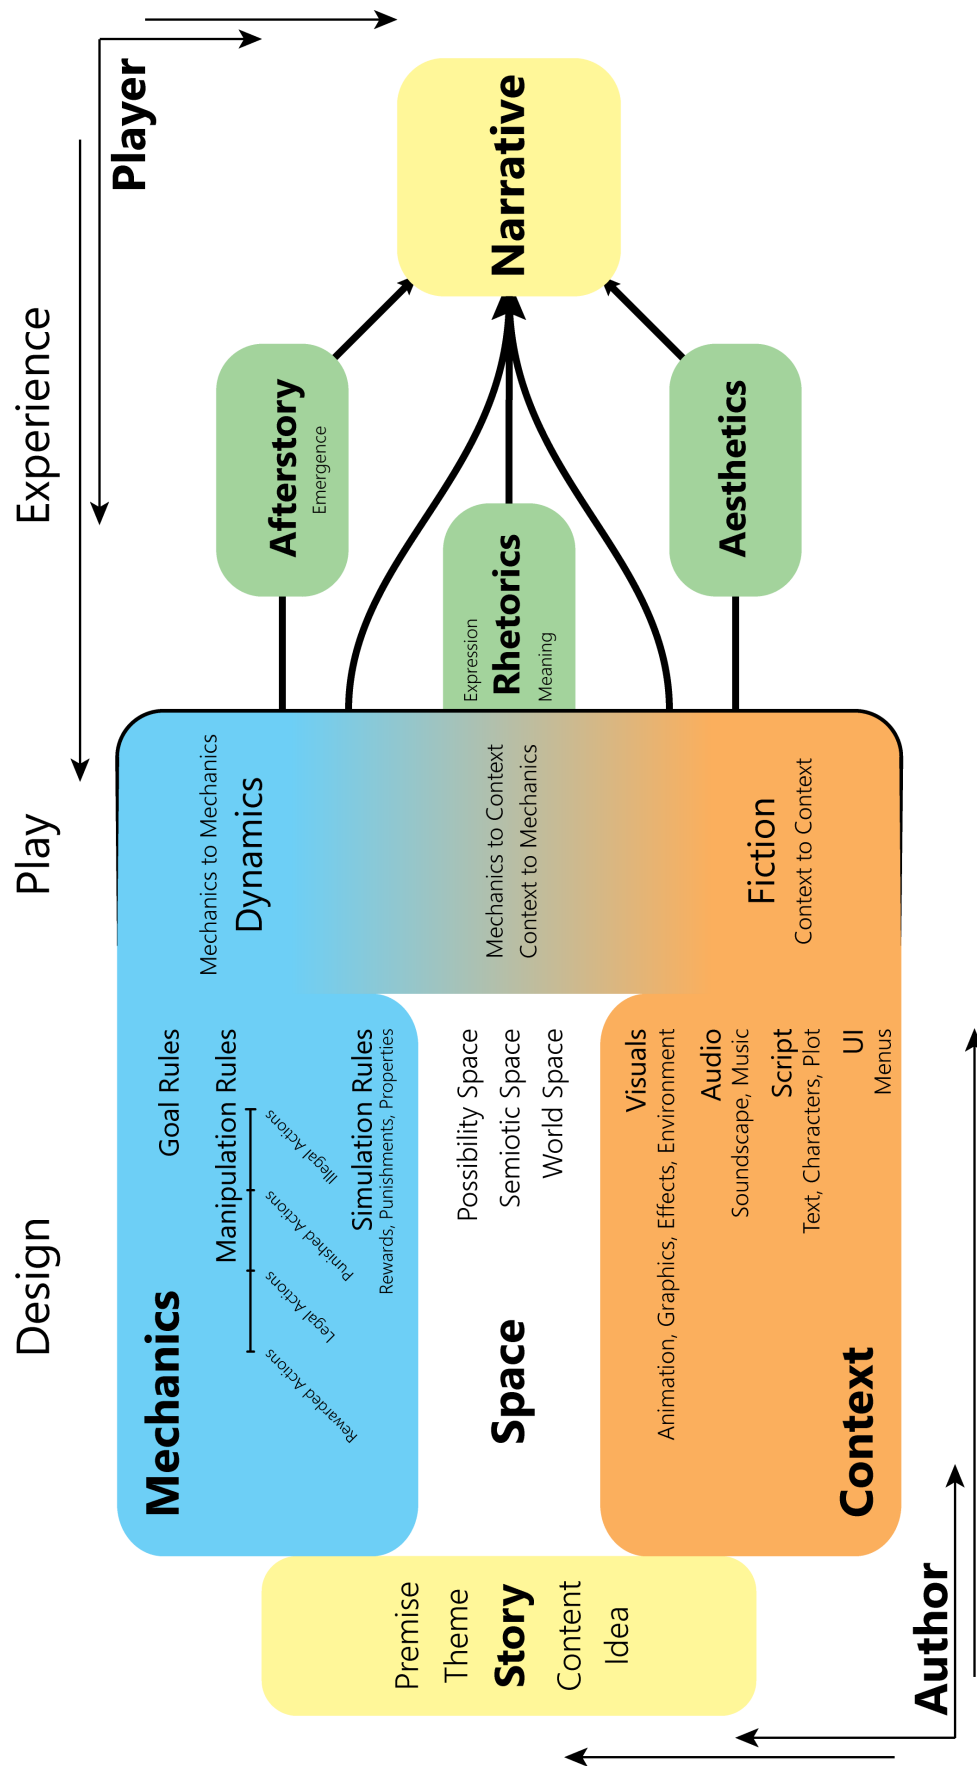 Design
Play
Experience
Player
Mechanics
Goal Rules
Manipulation Rules
Rewarded Actions
Legal Actions
Punished Actions
Illegal Actions
Simulation Rules
Rewards, Punishments, Properties
Mechanics to Mechanics
Dynamics
Afterstory
Emergence
Premise
Theme
Story
Content
Idea
Space
Possibility Space
Semiotic Space
World Space
Mechanics to Context
Context to Mechanics
Expression
Rhetorics
Meaning
Narrative
Visuals
Animation, Graphics, Effects, Environment
Audio
Soundscape, Music
Script
Text, Characters, Plot
UI
Menus
Context
Fiction
Context to Context
Aesthetics
Author